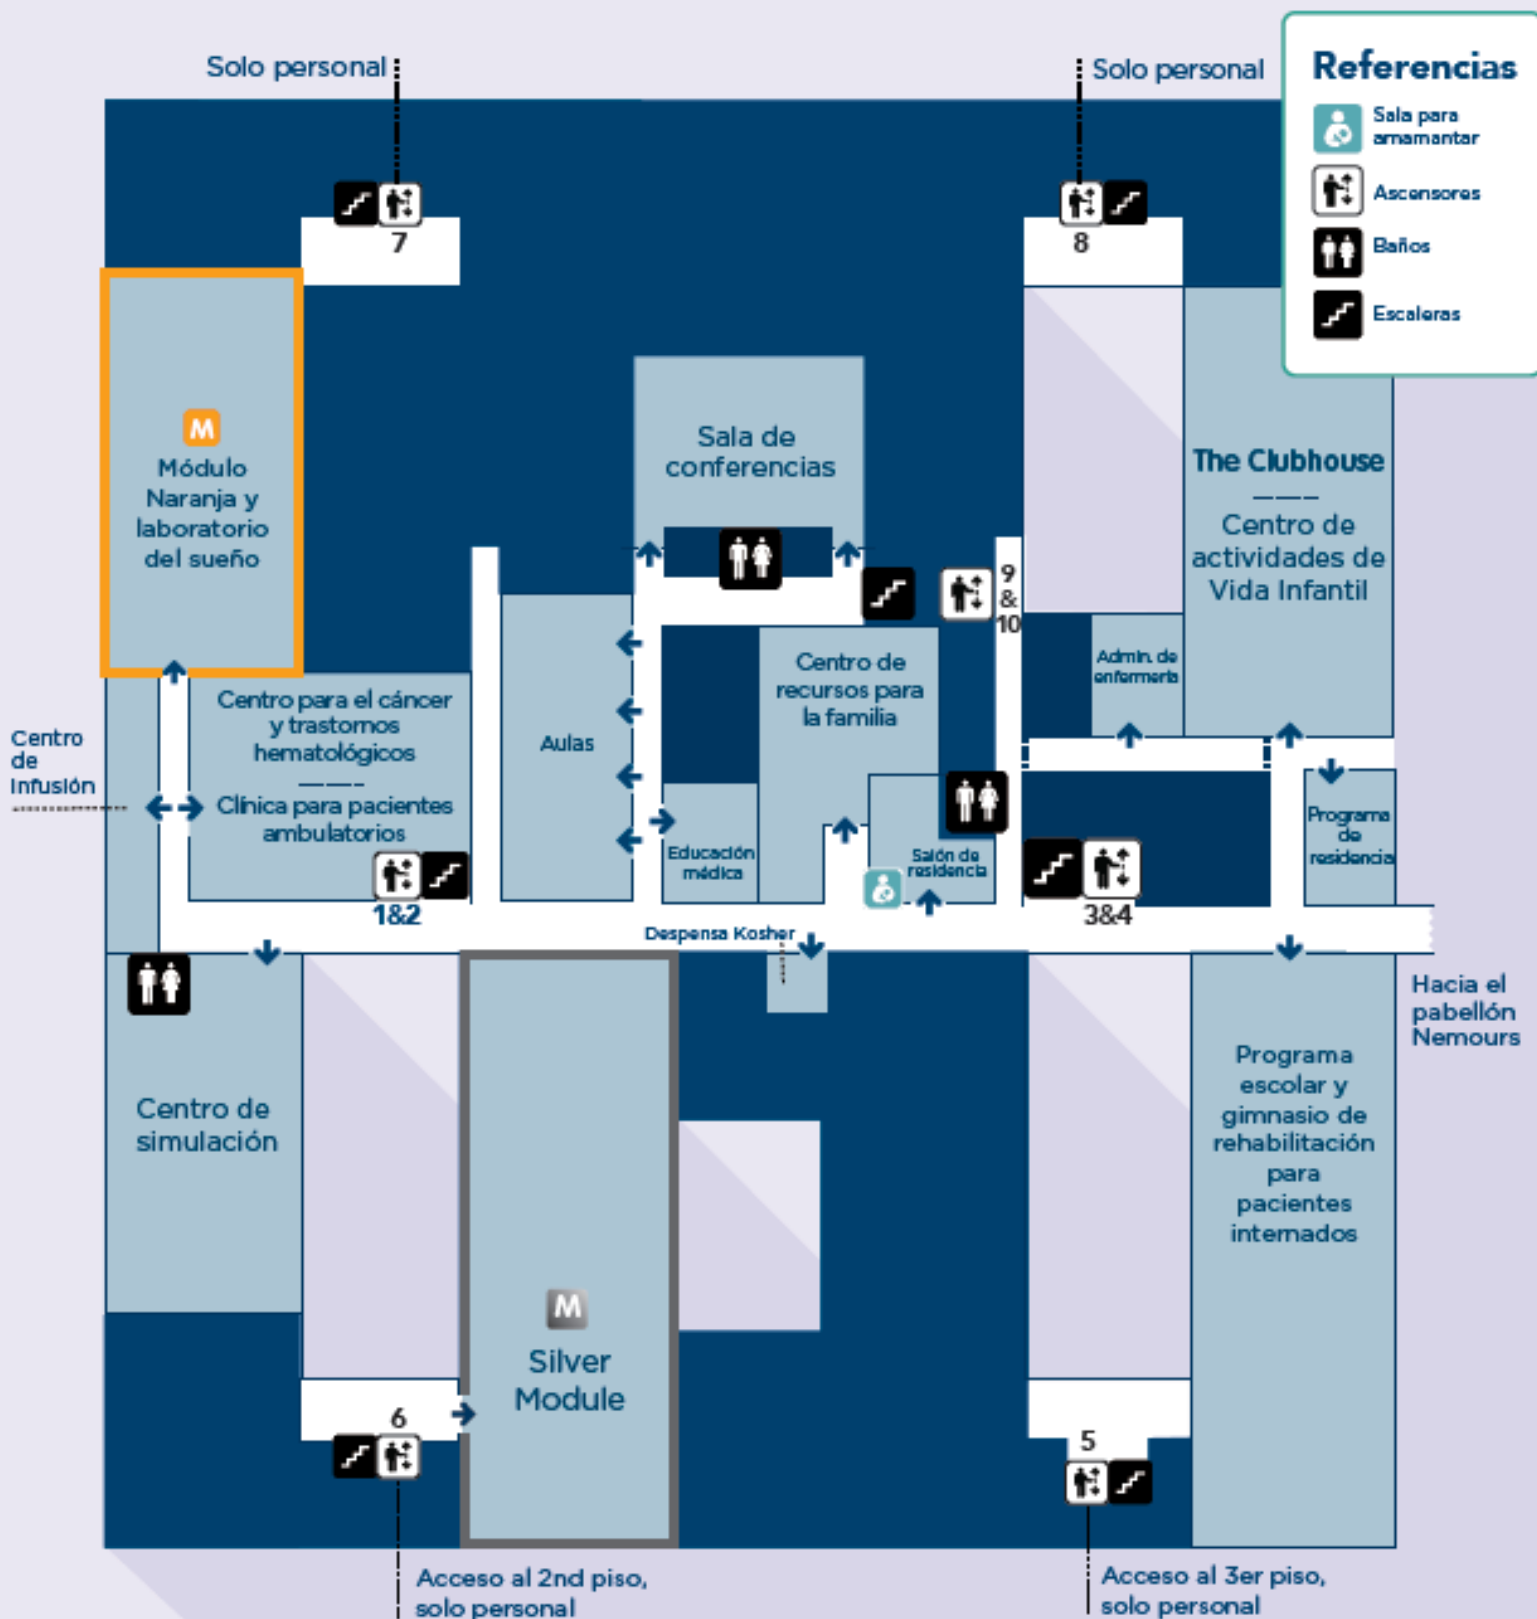 Solo personal
Solo personal
Referencias
Sala para
amamantar
Ascensores
Baños
Escaleras
7
8
M
Módulo
Naranja y
laboratorio
del sueño
Sala de
conferencias
The Clubhouse
Centro de
actividades de
Vida Infantil
9
&
10
Centro de
recursos para
la familia
Admin. de
enfermería
Centro para el cáncer
y trastornos
hematológicos
Clínica para pacientes
ambulatorios
Centro
de
infusión
Aulas
Educación
médica
Salón de
residencia
Programa
de
residencia
1&2
3&4
Despensa Kosher
Hacia el
pabellón
Nemours
Centro de
simulación
Programa
escolar y
gimnasio de
rehabilitación
para
pacientes
internados
M
Silver
Module
6
5
Acceso al 2nd piso,
solo personal
Acceso al 3er piso,
solo personal